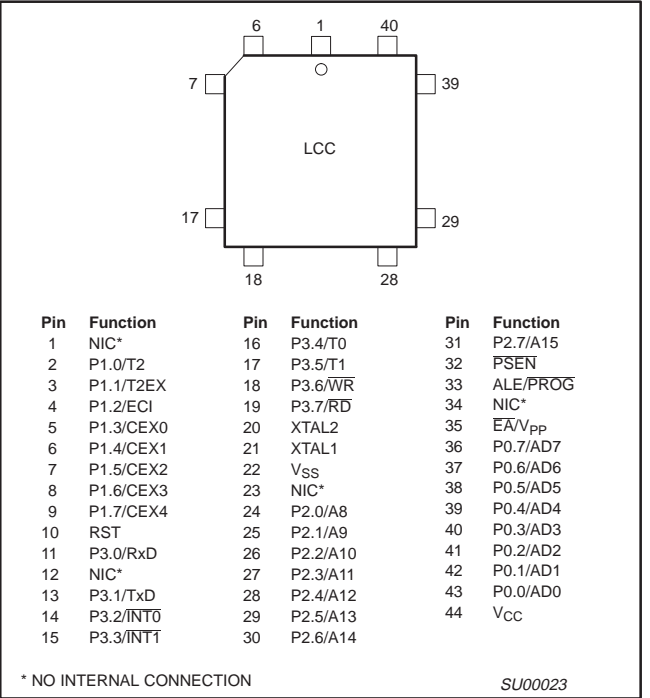 6 1 40
7 39
LCC
17 29
18 28
Pin Function Pin Function Pin Function
1 NIC* 16 P3.4/T0 31 P2.7/A15
2 P1.0/T2 17 P3.5/T1 32 P̅S̅E̅N̅
3 P1.1/T2EX 18 P3.6/W̅R̅ 33 ALE/P̅R̅O̅G̅
4 P1.2/ECI 19 P3.7/R̅D̅ 34 NIC*
5 P1.3/CEX0 20 XTAL2 35 E̅A̅/VPP
6 P1.4/CEX1 21 XTAL1 36 P0.7/AD7
7 P1.5/CEX2 22 VSS 37 P0.6/AD6
8 P1.6/CEX3 23 NIC* 38 P0.5/AD5
9 P1.7/CEX4 24 P2.0/A8 39 P0.4/AD4
10 RST 25 P2.1/A9 40 P0.3/AD3
11 P3.0/RxD 26 P2.2/A10 41 P0.2/AD2
12 NIC* 27 P2.3/A11 42 P0.1/AD1
13 P3.1/TxD 28 P2.4/A12 43 P0.0/AD0
14 P3.2/I̅N̅T̅0̅ 29 P2.5/A13 44 VCC
15 P3.3/I̅N̅T̅1̅ 30 P2.6/A14
* NO INTERNAL CONNECTION SU00023